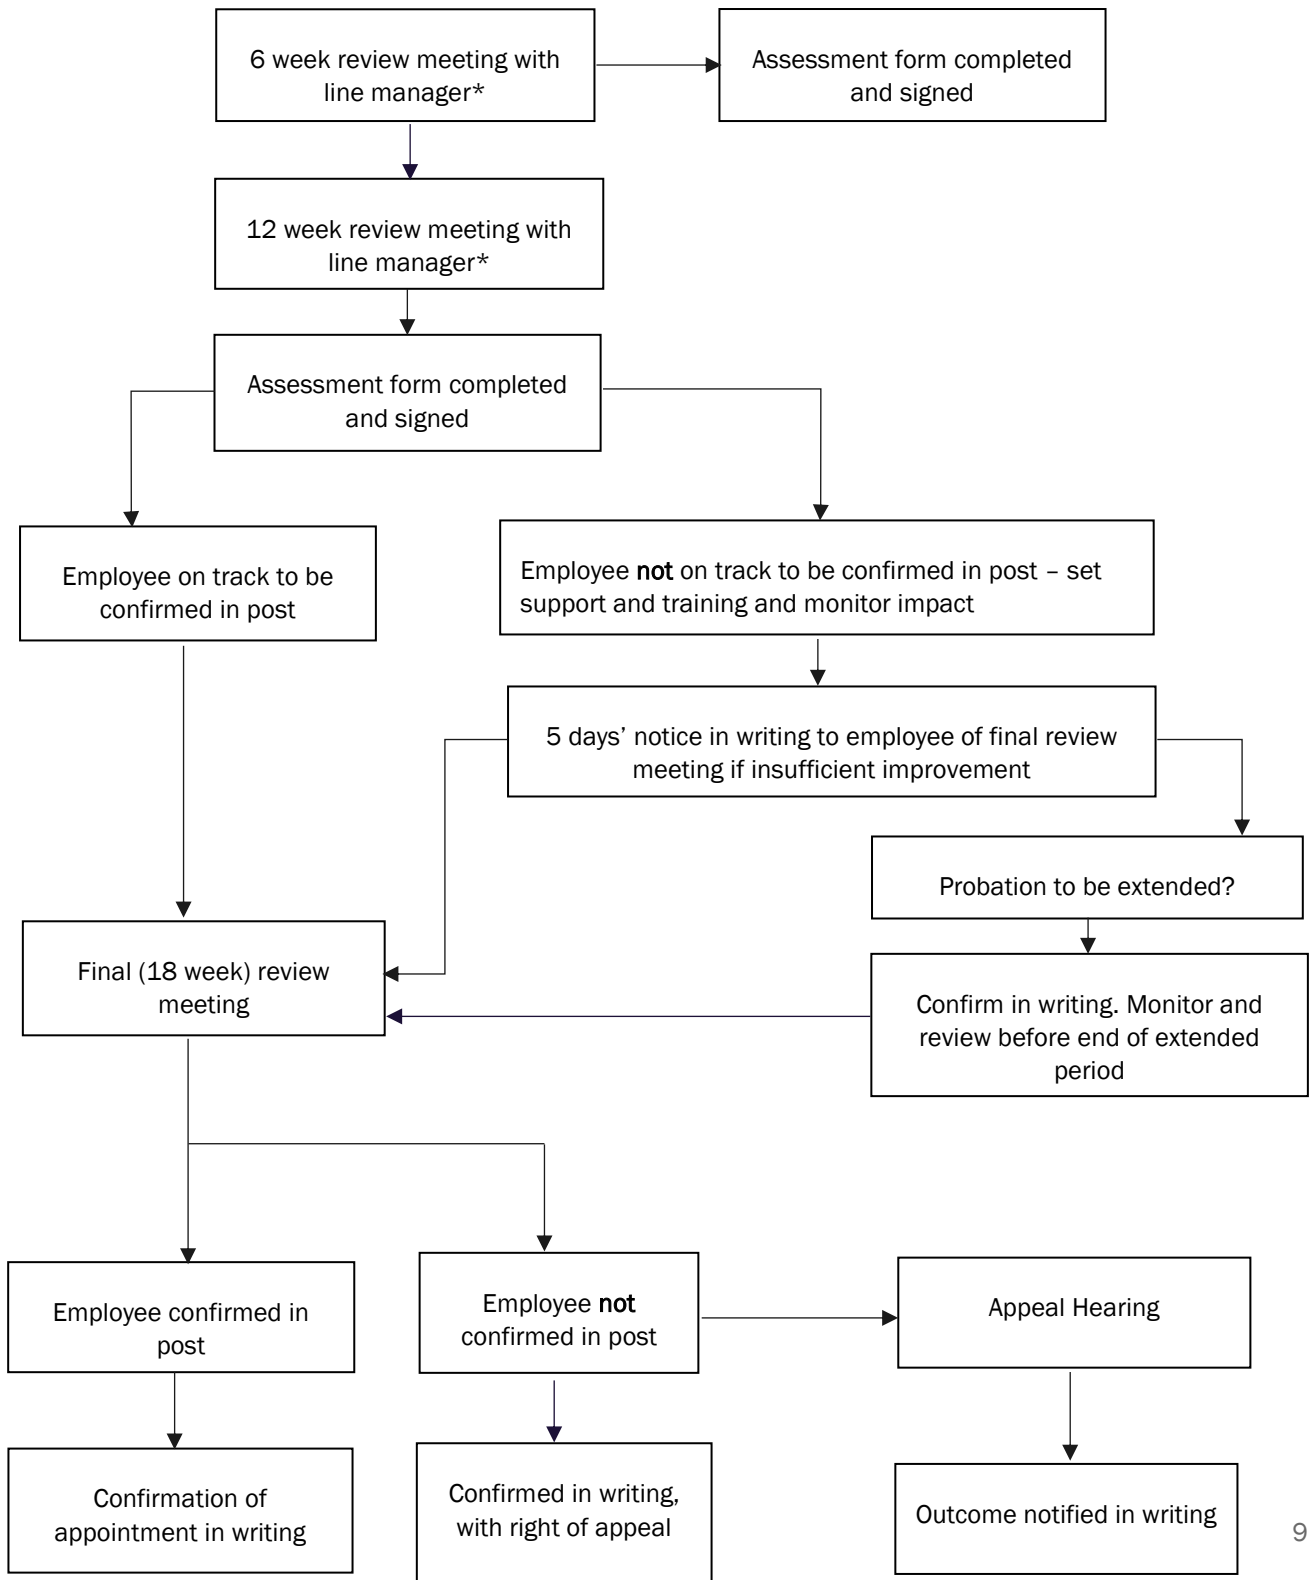 6 week review meeting with
line manager*
Assessment form completed
and signed
12 week review meeting with
line manager*
Assessment form completed
and signed
Employee on track to be
confirmed in post
Employee not on track to be confirmed in post – set
support and training and monitor impact
5 days’ notice in writing to employee of final review
meeting if insufficient improvement
Probation to be extended?
Final (18 week) review
meeting
Confirm in writing. Monitor and
review before end of extended
period
Employee confirmed in
post
Employee not
confirmed in post
Appeal Hearing
Confirmation of
appointment in writing
Confirmed in writing,
with right of appeal
Outcome notified in writing
9